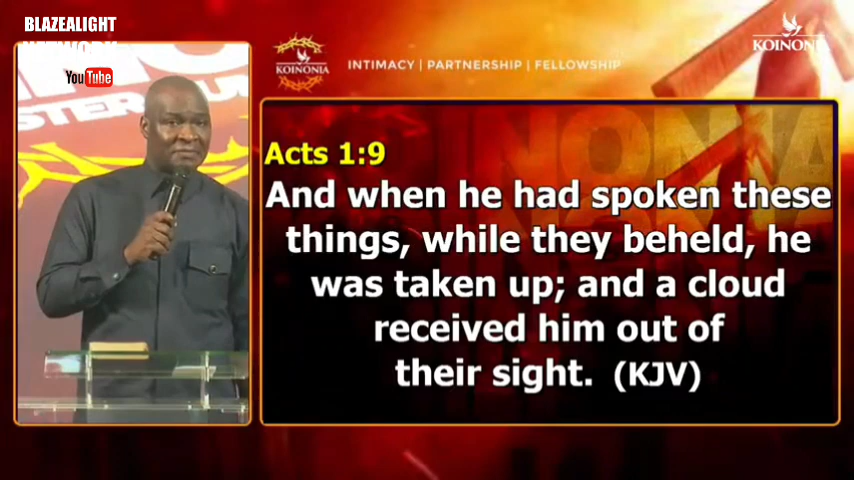 BLAZEALIGHT
NETWORK
YouTube
KOINONIA
INTIMACY | PARTNERSHIP | FELLOWSHIP
KOINONIA
Acts 1:9
And when he had spoken these
things, while they beheld, he
was taken up; and a cloud
received him out of
their sight. (KJV)